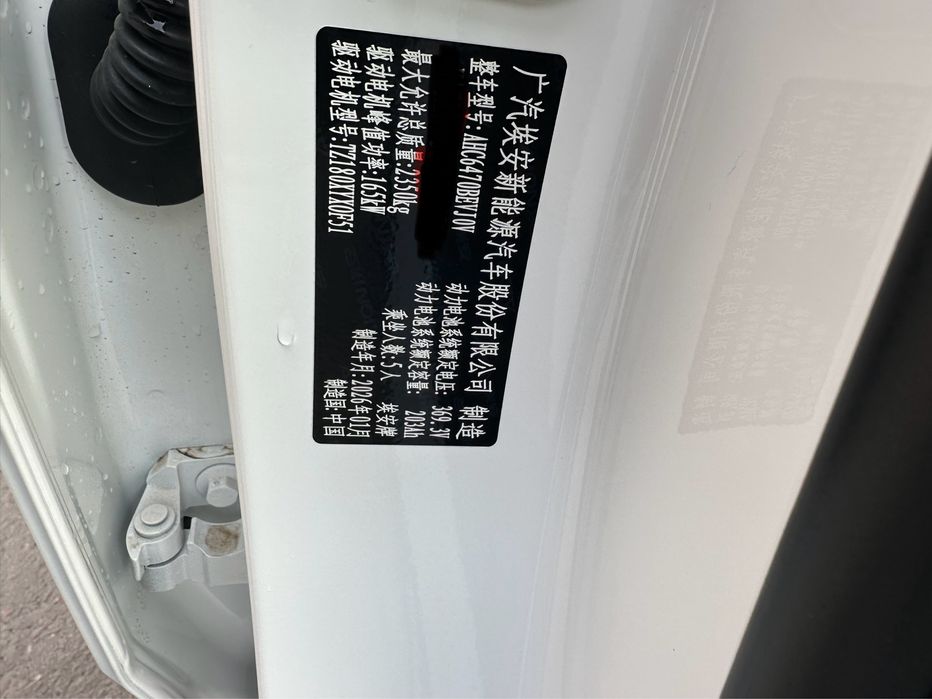 广汽埃安新能源汽车股份有限公司 制造
整车型号:AHC6470BEVJ0V 动力电池系统额定电压: 369.3V
动力电池系统额定容量: 203Ah
最大允许总质量:2350kg 乘坐人数:5人 埃安牌
驱动电机峰值功率:165kW 制造年月:2026年01月
驱动电机型号:TZ180XYX0F51 制造国:中国